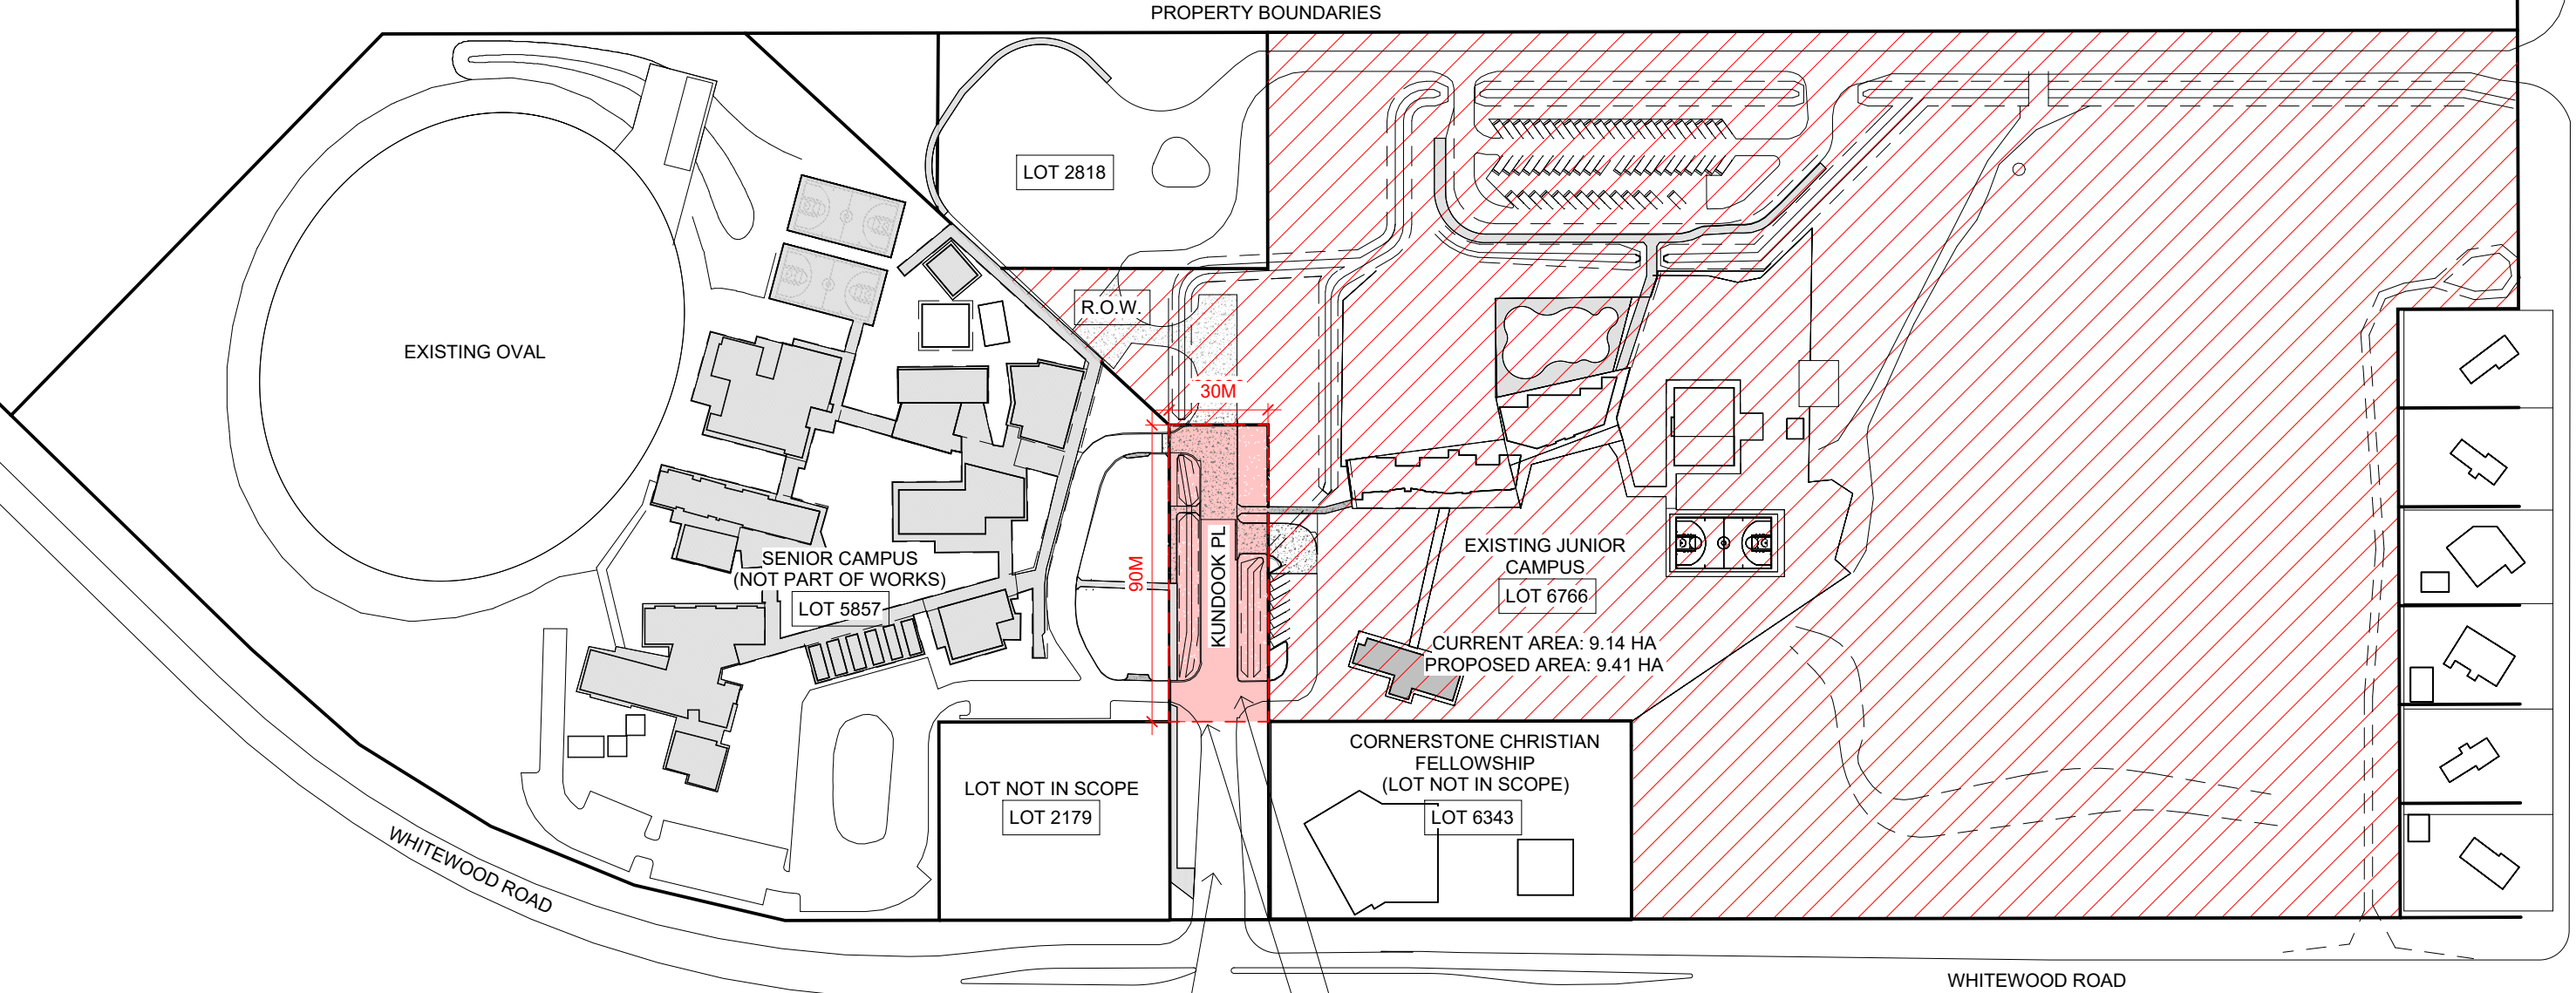 PROPERTY BOUNDARIES
LOT 2818
R.O.W.
EXISTING OVAL
30M
90M
KUNDOOK PL
SENIOR CAMPUS
(NOT PART OF WORKS)
LOT 5857
EXISTING JUNIOR
CAMPUS
LOT 6766
CURRENT AREA: 9.14 HA
PROPOSED AREA: 9.41 HA
LOT NOT IN SCOPE
LOT 2179
CORNERSTONE CHRISTIAN
FELLOWSHIP
(LOT NOT IN SCOPE)
LOT 6343
WHITEWOOD ROAD
WHITEWOOD ROAD